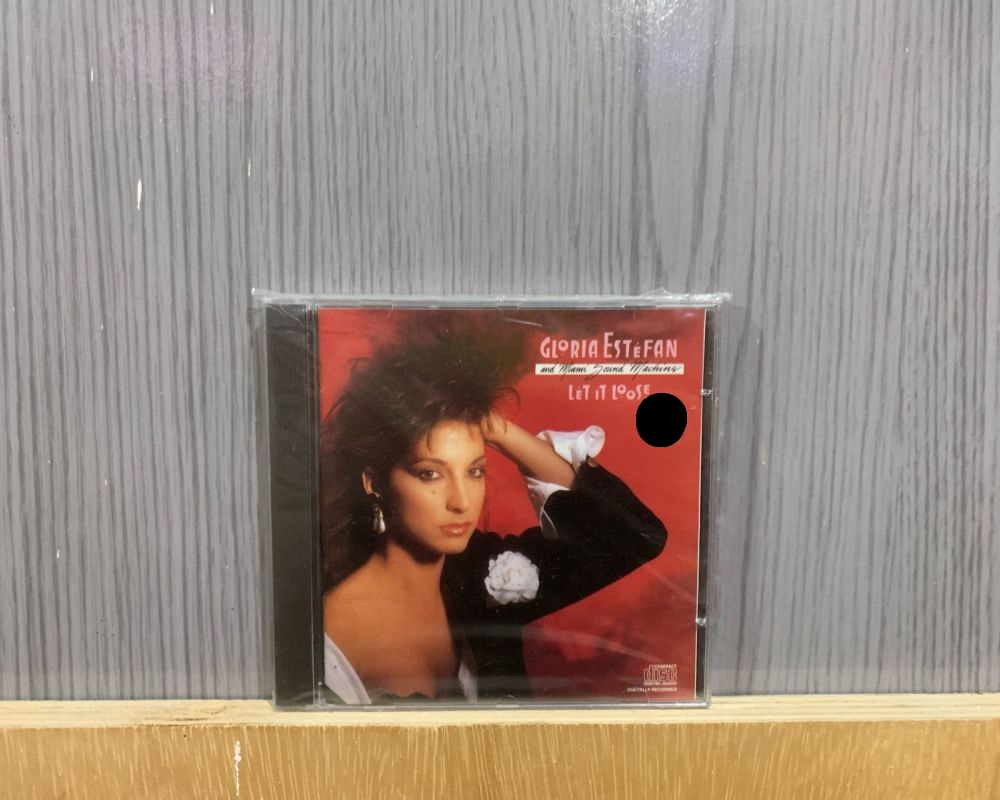 GLORIA ESTEFAN
and Miami Sound Machine
LET IT LOOSE
COMPACT
disc
DIGITAL AUDIO
DIGITALLY RECORDED